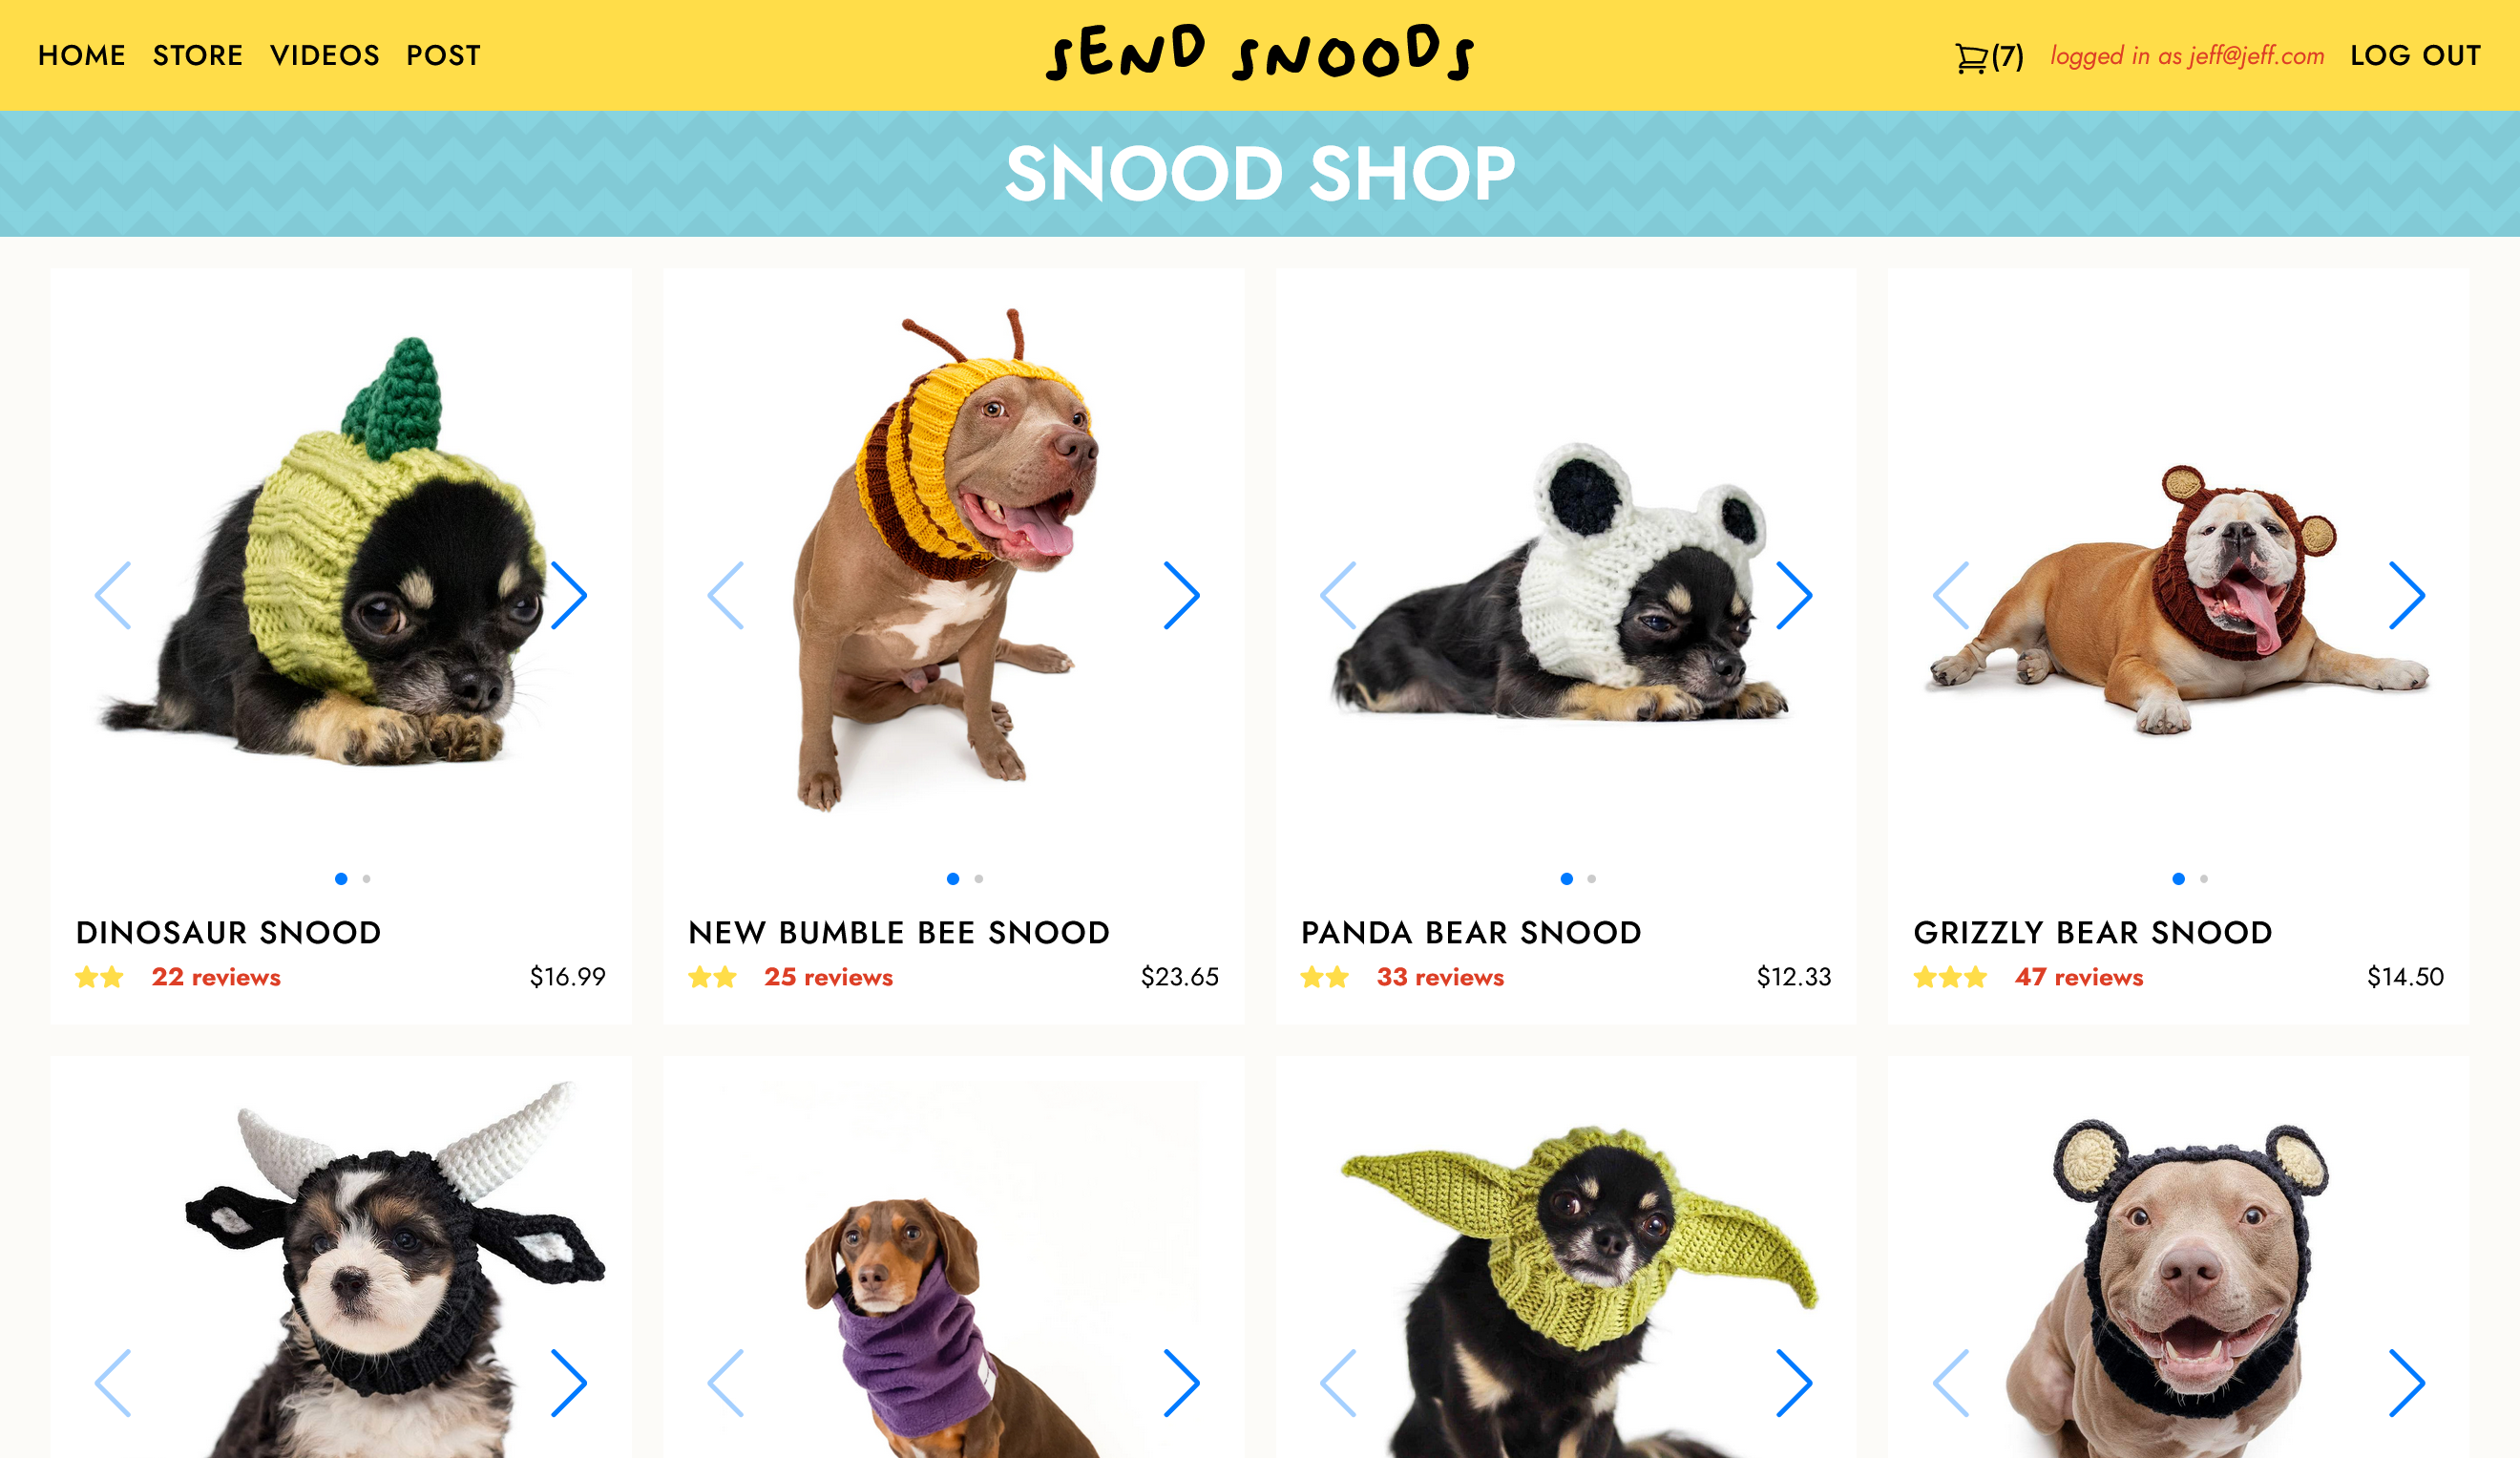 HOME STORE VIDEOS POST
SEND SNOODS
(7) logged in as jeff@jeff.com LOG OUT
SNOOD SHOP
DINOSAUR SNOOD
22 reviews $16.99
NEW BUMBLE BEE SNOOD
25 reviews $23.65
PANDA BEAR SNOOD
33 reviews $12.33
GRIZZLY BEAR SNOOD
47 reviews $14.50